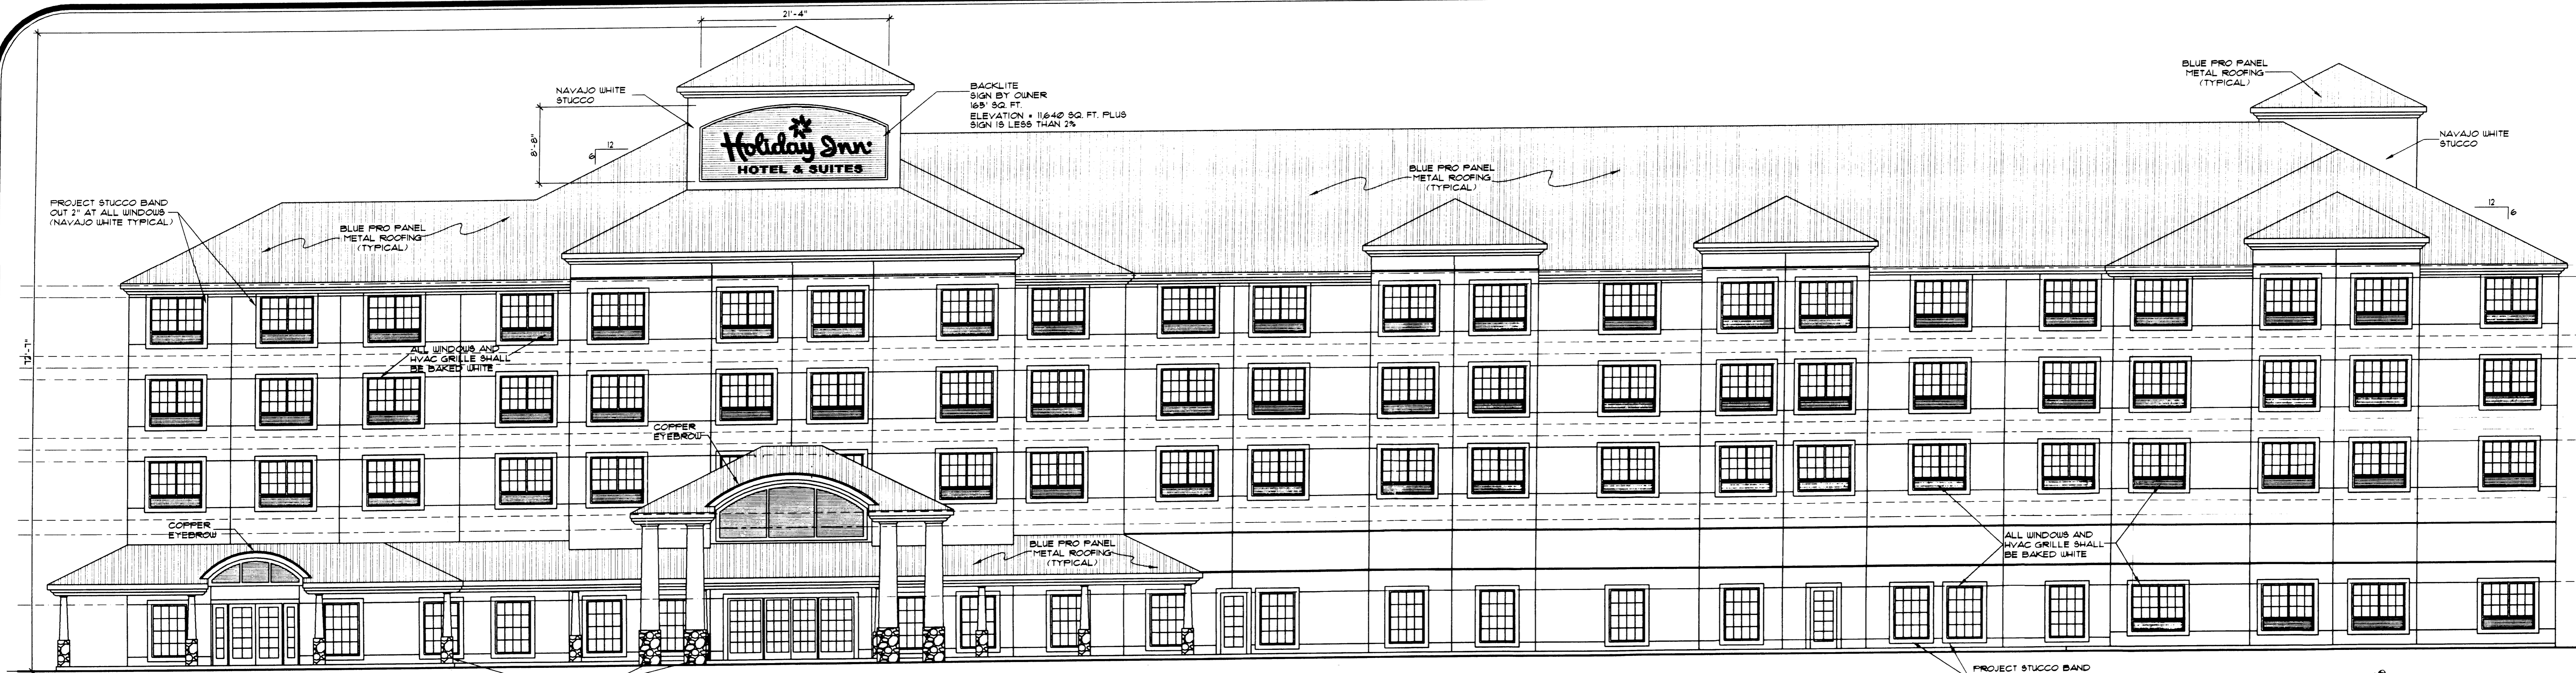 21'-4"
NAVAJO WHITE
STUCCO
BACKLITE
SIGN BY OWNER
165' SQ. FT.
ELEVATION = 11,640 SQ. FT. PLUS
SIGN IS LESS THAN 2%
BLUE PRO PANEL
METAL ROOFING
(TYPICAL)
8'-8"
12
6
Holiday Inn
HOTEL & SUITES
NAVAJO WHITE
STUCCO
BLUE PRO PANEL
METAL ROOFING
(TYPICAL)
PROJECT STUCCO BAND
OUT 2" AT ALL WINDOWS
(NAVAJO WHITE TYPICAL)
12
6
BLUE PRO PANEL
METAL ROOFING
(TYPICAL)
ALL WINDOWS AND
HVAC GRILLE SHALL
BE BAKED WHITE
COPPER
EYEBROW
COPPER
EYEBROW
BLUE PRO PANEL
METAL ROOFING
(TYPICAL)
ALL WINDOWS AND
HVAC GRILLE SHALL
BE BAKED WHITE
PROJECT STUCCO BAND